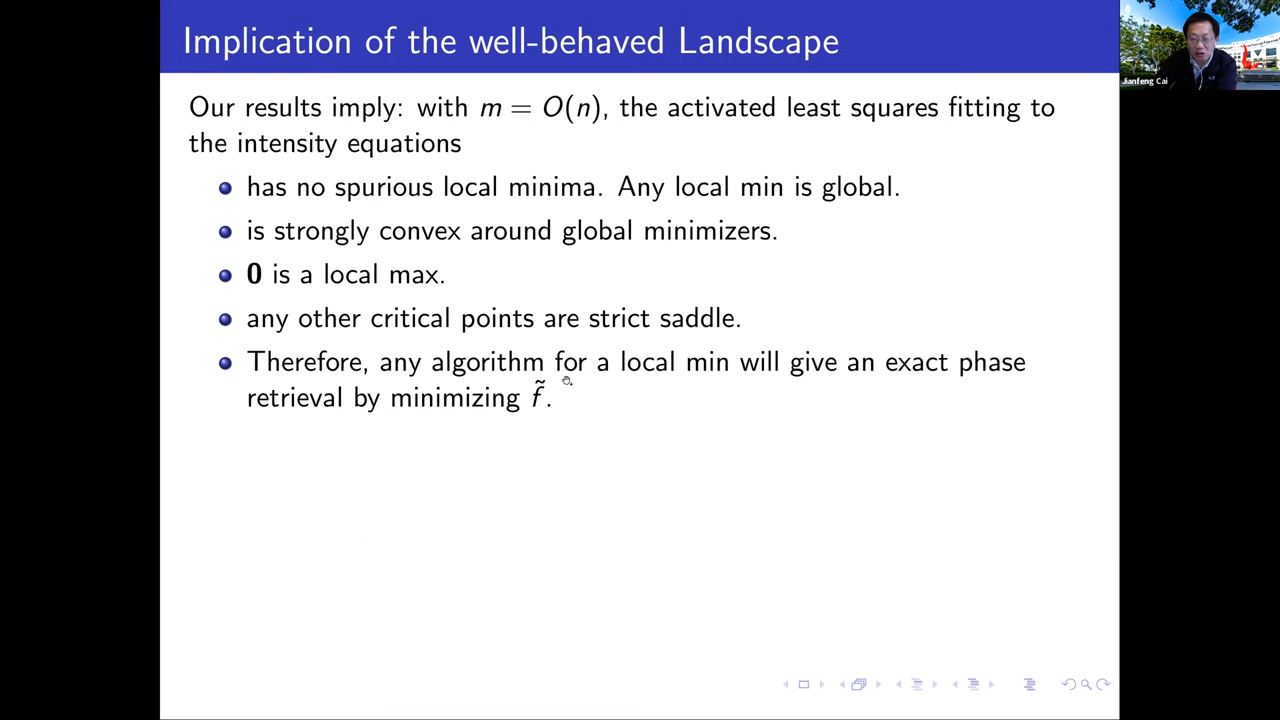 Implication of the well-behaved Landscape
Jianfeng Cai
Our results imply: with m = O(n), the activated least squares fitting to
the intensity equations
has no spurious local minima. Any local min is global.
is strongly convex around global minimizers.
0 is a local max.
any other critical points are strict saddle.
Therefore, any algorithm for a local min will give an exact phase
retrieval by minimizing f̃.